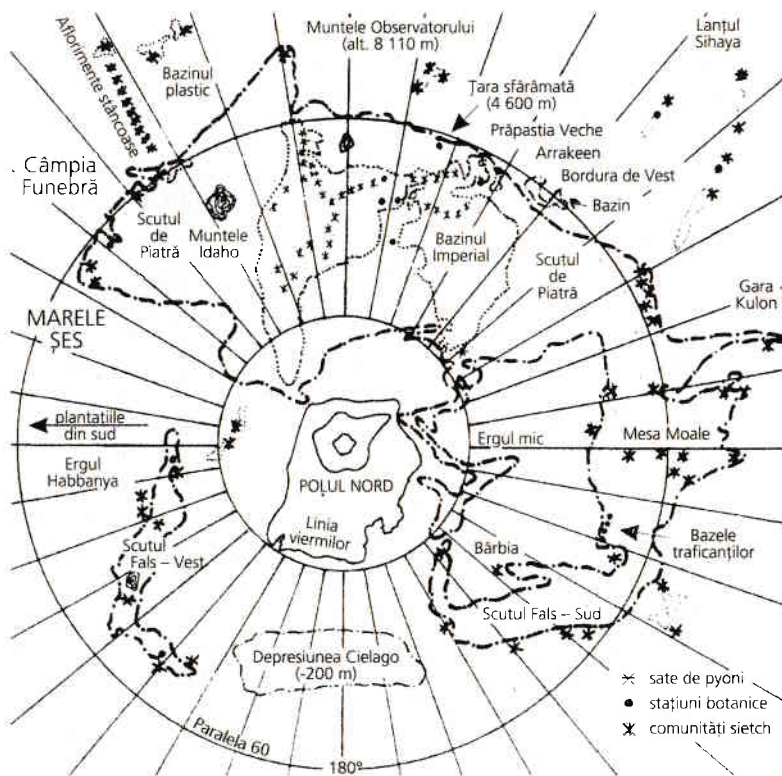 Aflorimente stâncoase
Bazinul
plastic
Muntele Observatorului
(alt. 8 110 m)
Lanțul
Sihaya
Țara sfărâmată
(4 600 m)
Prăpastia Veche
Arrakeen
Bordura de Vest
Bazin
Câmpia
Funebră
Scutul
de
Piatră
Muntele
Idaho
Bazinul
Imperial
Scutul
de
Piatră
Gara -
Kulon
MARELE
ȘES
plantațiile
din sud
Ergul mic
Mesa Moale
Ergul
Habbanya
POLUL NORD
Linia
viermilor
Scutul
Fals – Vest
Bârbia
Bazele
traficanților
Scutul Fals – Sud
Depresiunea Cielago
(-200 m)
sate de pyoni
stațiuni botanice
comunități sietch
Paralela 60
180°